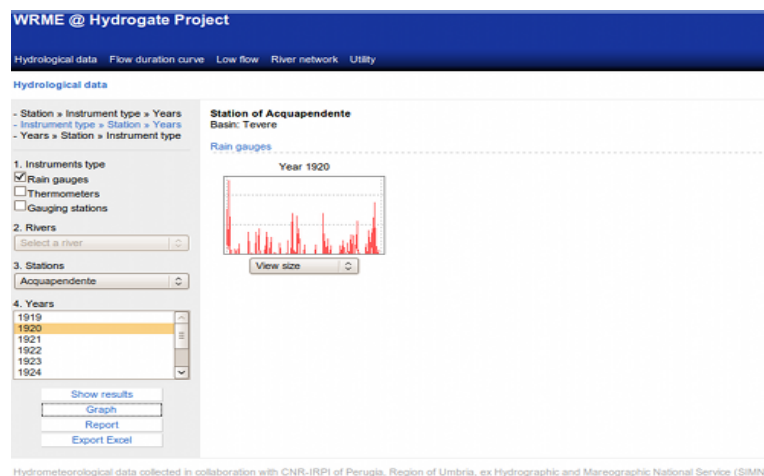 WRME @ Hydrogate Project
Hydrological data Flow duration curve Low flow River network Utility
Hydrological data
- Station » Instrument type » Years
- Instrument type » Station » Years
- Years » Station » Instrument type
1. Instruments type
Rain gauges
Thermometers
Gauging stations
2. Rivers
Select a river
3. Stations
Acquapendente
4. Years
1919
1920
1921
1922
1923
1924
Show results
Graph
Report
Export Excel
Station of Acquapendente
Basin: Tevere
Rain gauges
Year 1920
View size
Hydrometeorological data collected in collaboration with CNR-IRPI of Perugia, Region of Umbria, ex Hydrographic and Mareographic National Service (SIMN